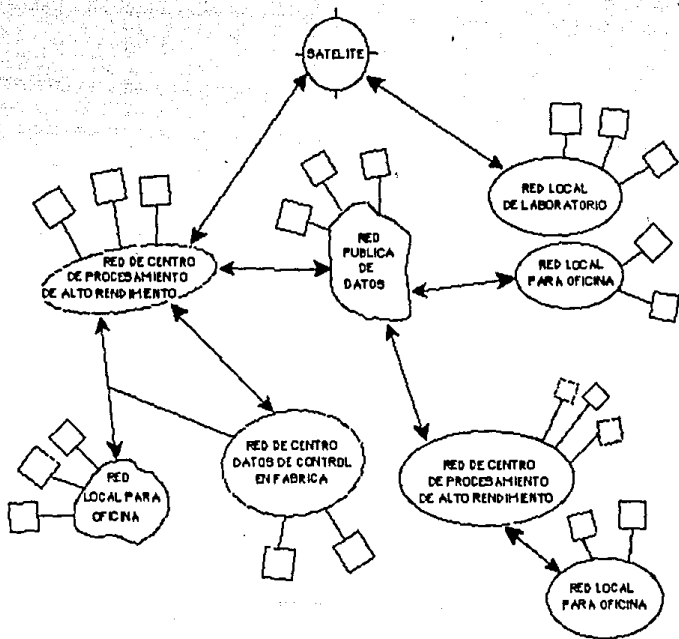 SATELITE
RED LOCAL
DE LABORATORIO
RED
PUBLICA
DE
DATOS
RED DE CENTRO
DE PROCESAMIENTO
DE ALTO RENDIMIENTO
RED LOCAL
PARA OFICINA
RED DE CENTRO
DATOS DE CONTROL
EN FABRICA
RED
LOCAL PARA
OFICINA
RED DE CENTRO
DE PROCESAMIENTO
DE ALTO RENDIMIENTO
RED LOCAL
PARA OFICINA